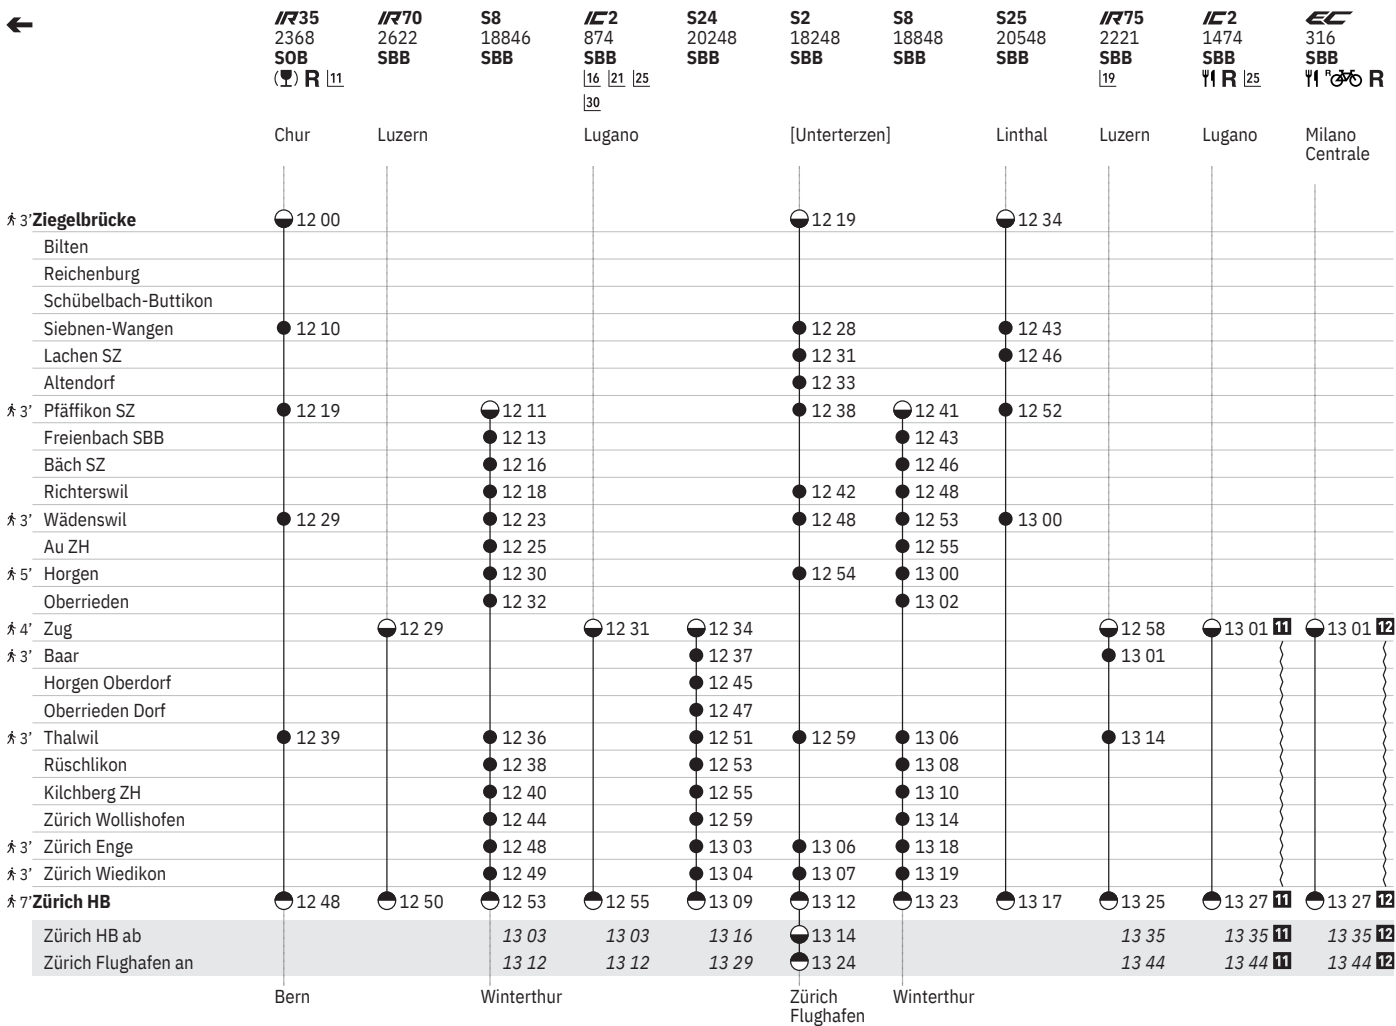 IR35 IR70 S8 IC2 S24 S2 S8 S25 IR75 IC2 EC
2368 2622 18846 874 20248 18248 18848 20548 2221 1474 316
SOB SBB SBB SBB SBB SBB SBB SBB SBB SBB SBB
R 11 16 21 25 19 R 25 R R
30
Chur Luzern Lugano [Unterterzen] Linthal Luzern Lugano Milano
Centrale
3' Ziegelbrücke 12 00 12 19 12 34
Bilten
Reichenburg
Schübelbach-Buttikon
Siebnen-Wangen 12 10 12 28 12 43
Lachen SZ 12 31 12 46
Altendorf 12 33
3' Pfäffikon SZ 12 19 12 11 12 38 12 41 12 52
Freienbach SBB 12 13 12 43
Bäch SZ 12 16 12 46
Richterswil 12 18 12 42 12 48
3' Wädenswil 12 29 12 23 12 48 12 53 13 00
Au ZH 12 25 12 55
5' Horgen 12 30 12 54 13 00
Oberrieden 12 32 13 02
4' Zug 12 29 12 31 12 34 12 58 13 01 11 13 01 12
3' Baar 12 37 13 01
Horgen Oberdorf 12 45
Oberrieden Dorf 12 47
3' Thalwil 12 39 12 36 12 51 12 59 13 06 13 14
Rüschlikon 12 38 12 53 13 08
Kilchberg ZH 12 40 12 55 13 10
Zürich Wollishofen 12 44 12 59 13 14
3' Zürich Enge 12 48 13 03 13 06 13 18
3' Zürich Wiedikon 12 49 13 04 13 07 13 19
7' Zürich HB 12 48 12 50 12 53 12 55 13 09 13 12 13 23 13 17 13 25 13 27 11 13 27 12
Zürich HB ab 13 03 13 03 13 16 13 14 13 35 13 35 11 13 35 12
Zürich Flughafen an 13 12 13 12 13 29 13 24 13 44 13 44 11 13 44 12
Bern Winterthur Zürich Winterthur
Flughafen